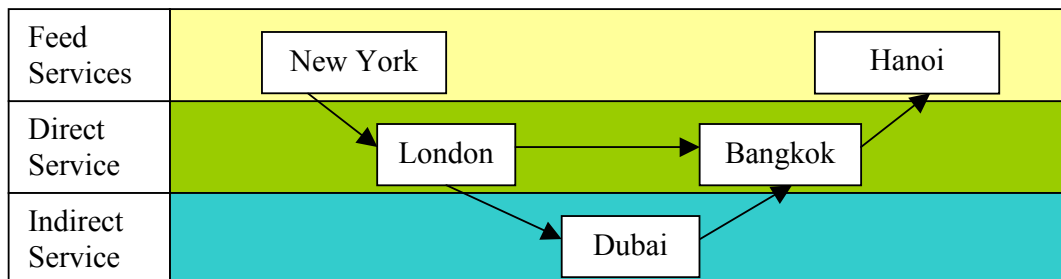 Feed
Services
New York
Hanoi
Direct
Service
London
Bangkok
Indirect
Service
Dubai